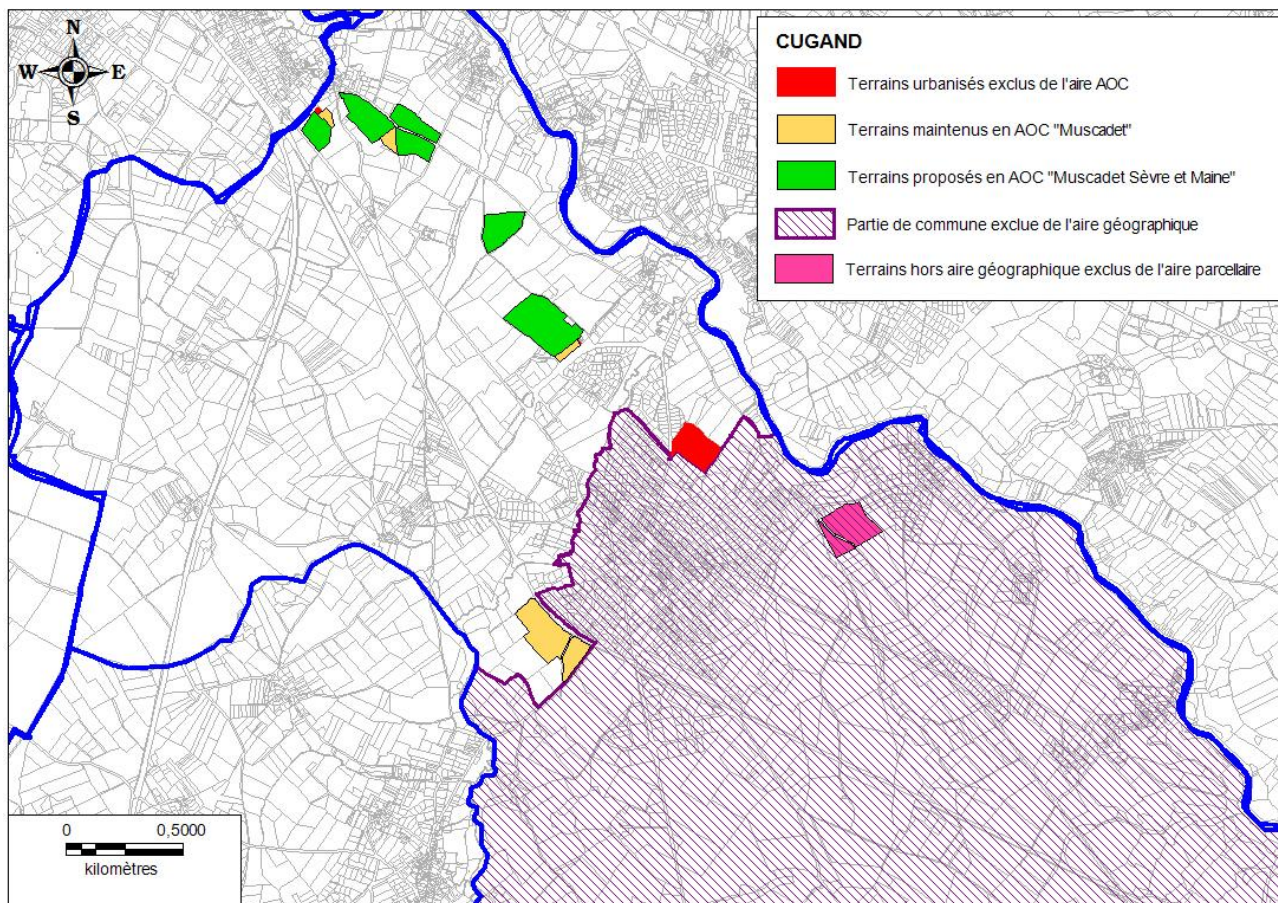 N
W E
S
CUGAND
Terrains urbanisés exclus de l'aire AOC
Terrains maintenus en AOC "Muscadet"
Terrains proposés en AOC "Muscadet Sèvre et Maine"
Partie de commune exclue de l'aire géographique
Terrains hors aire géographique exclus de l'aire parcellaire
0 0,5000
kilomètres